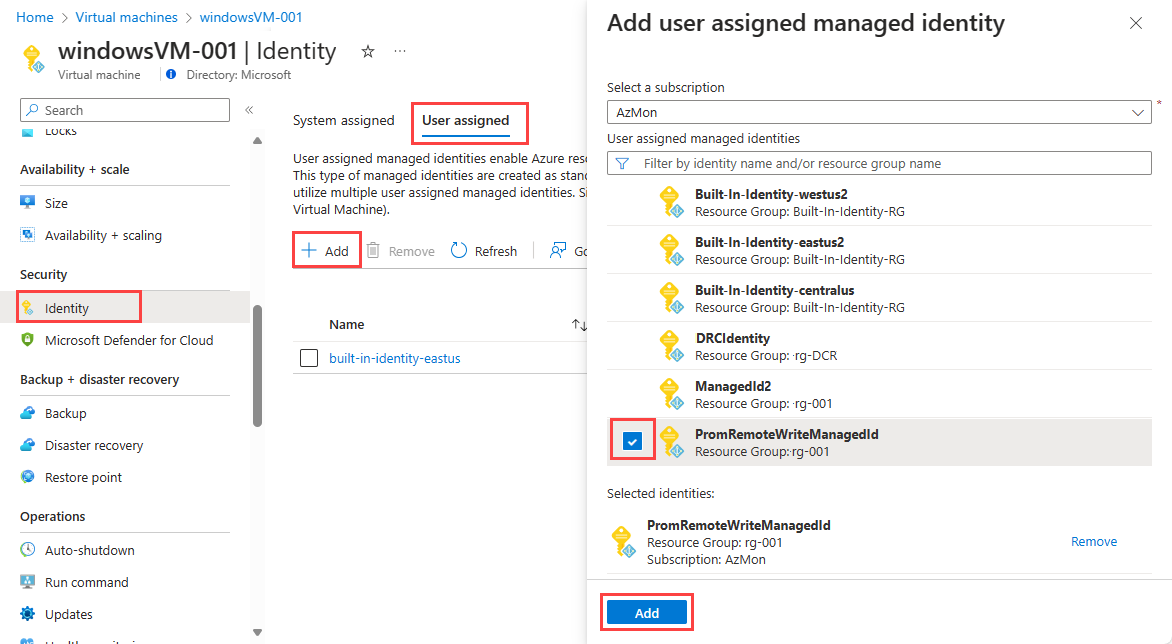 Home > Virtual machines > windowsVM-001
windowsVM-001 | Identity
Virtual machine
Directory: Microsoft
Search
Locks
Availability + scale
Size
Availability + scaling
Security
Identity
Microsoft Defender for Cloud
Backup + disaster recovery
Backup
Disaster recovery
Restore point
Operations
Auto-shutdown
Run command
Updates
System assigned
User assigned
User assigned managed identities enable Azure reso
This type of managed identities are created as stan
utilize multiple user assigned managed identities. Si
Virtual Machine).
Add
Remove
Refresh
Go
Name
built-in-identity-eastus
Add user assigned managed identity
Select a subscription
*
AzMon
User assigned managed identities
Filter by identity name and/or resource group name
Built-In-Identity-westus2
Resource Group: Built-In-Identity-RG
Built-In-Identity-eastus2
Resource Group: Built-In-Identity-RG
Built-In-Identity-centralus
Resource Group: Built-In-Identity-RG
DRCIdentity
Resource Group: rg-DCR
ManagedId2
Resource Group: rg-001
PromRemoteWriteManagedId
Resource Group: rg-001
Selected identities:
PromRemoteWriteManagedId
Resource Group: rg-001
Subscription: AzMon
Remove
Add